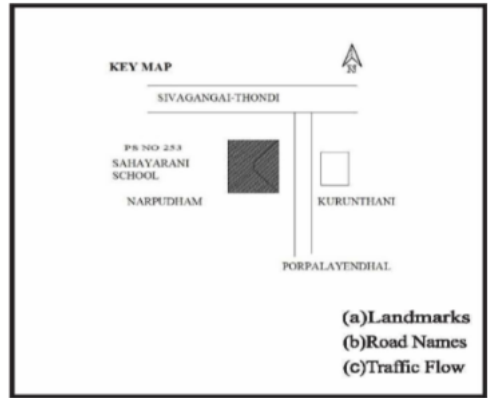 KEY MAP
SIVAGANGAI-THONDI
PS NO 253
SAHAYARANI
SCHOOL
NARPUDHAM
KURUNTHANI
PORPALAYENDHAL
(a)Landmarks
(b)Road Names
(c)Traffic Flow